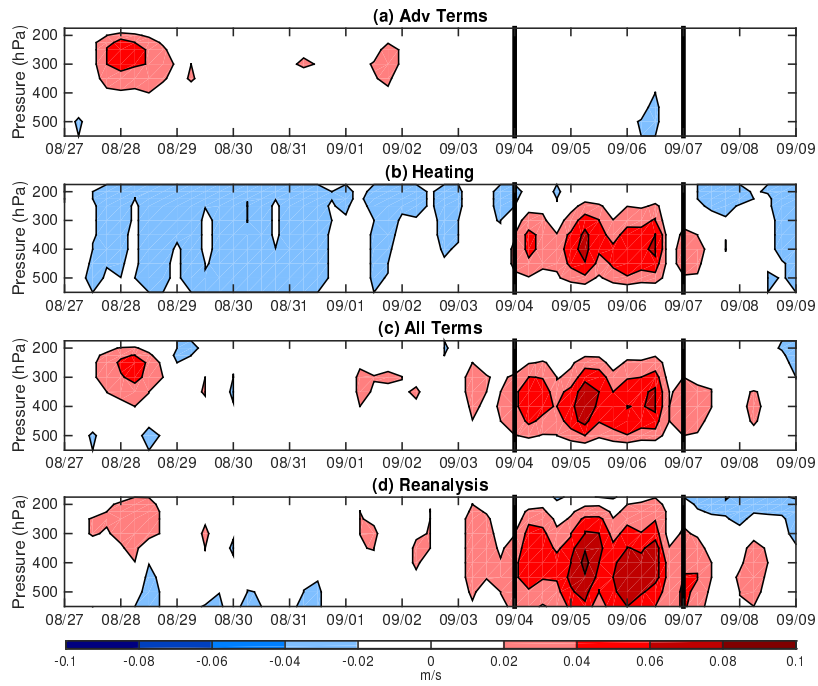 (a) Adv Terms
Pressure (hPa)
200
300
400
500
08/27 08/28 08/29 08/30 08/31 09/01 09/02 09/03 09/04 09/05 09/06 09/07 09/08 09/09
(b) Heating
Pressure (hPa)
200
300
400
500
08/27 08/28 08/29 08/30 08/31 09/01 09/02 09/03 09/04 09/05 09/06 09/07 09/08 09/09
(c) All Terms
Pressure (hPa)
200
300
400
500
08/27 08/28 08/29 08/30 08/31 09/01 09/02 09/03 09/04 09/05 09/06 09/07 09/08 09/09
(d) Reanalysis
Pressure (hPa)
200
300
400
500
08/27 08/28 08/29 08/30 08/31 09/01 09/02 09/03 09/04 09/05 09/06 09/07 09/08 09/09
-0.1 -0.08 -0.06 -0.04 -0.02 0 0.02 0.04 0.06 0.08 0.1
m/s